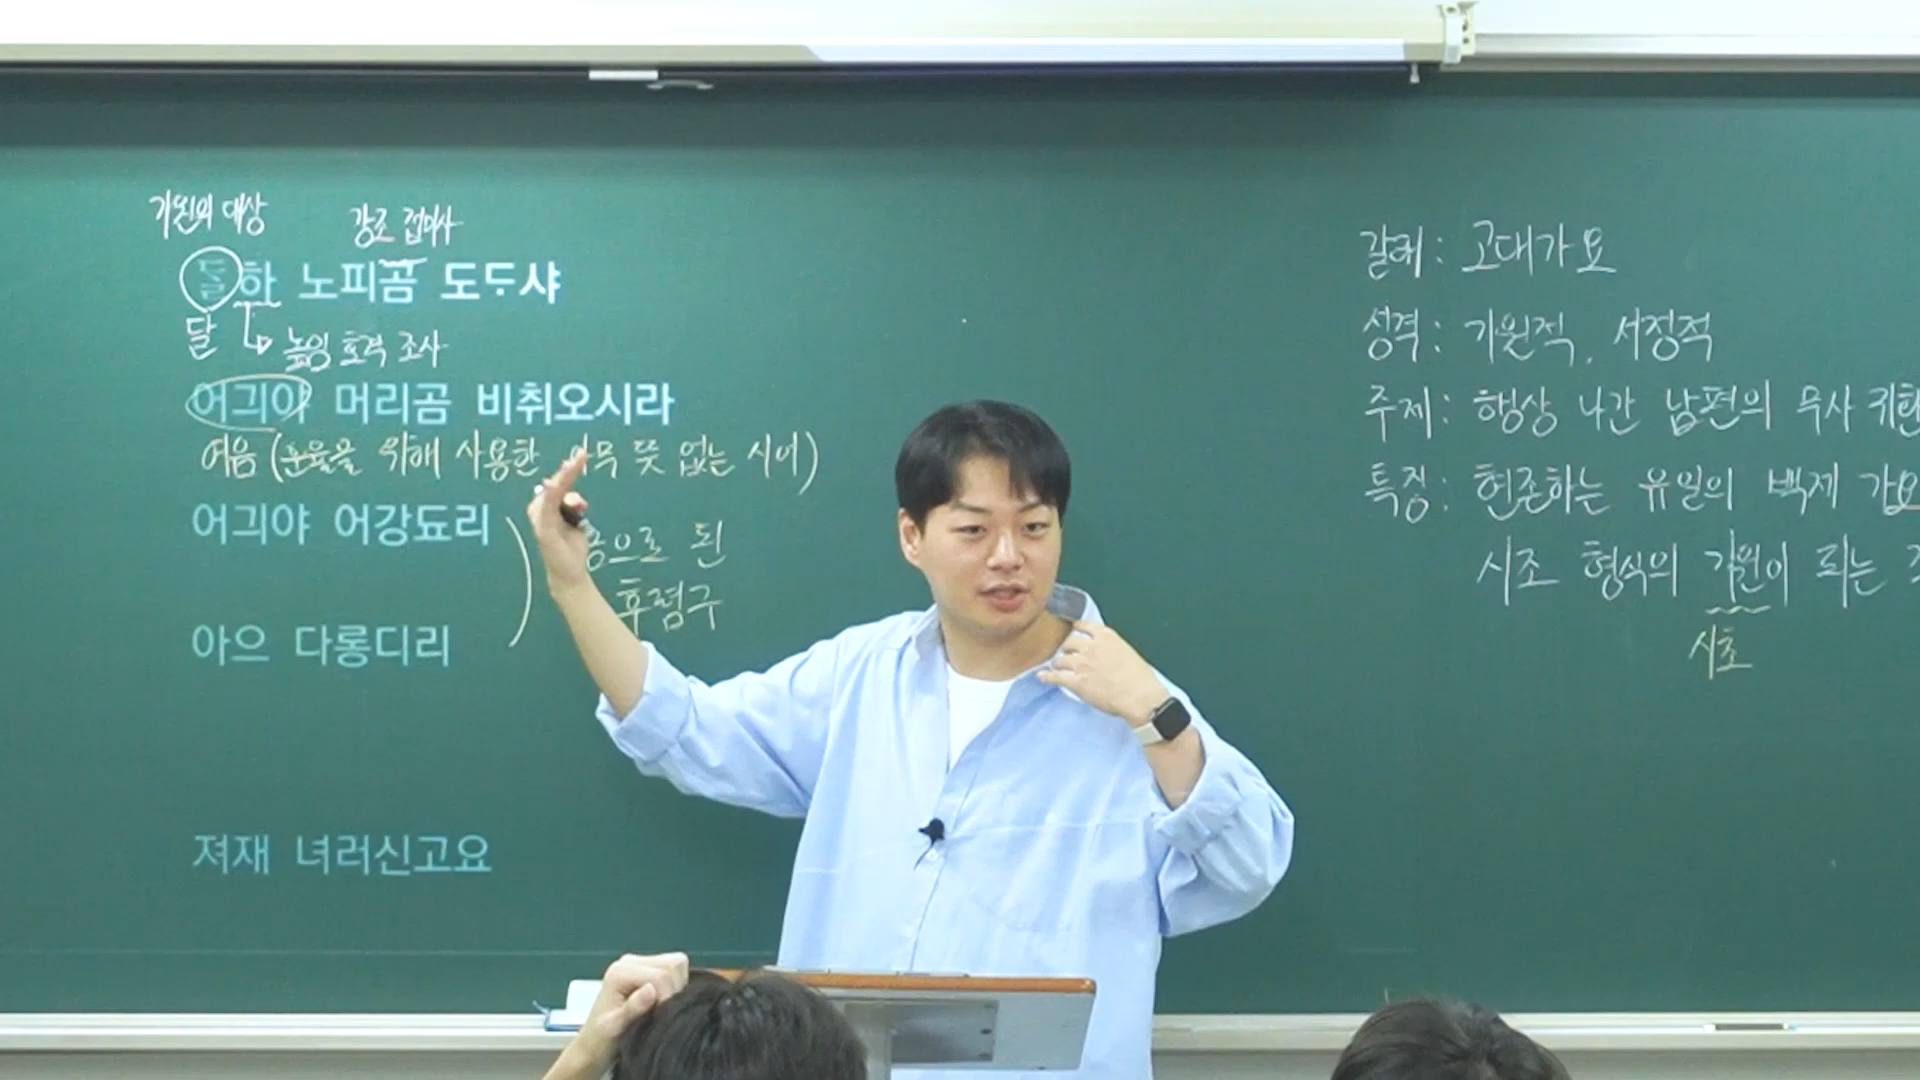 기원의 대상
강조 접미사
하 노피곰 도두샤
달
높임 호격 조사
어긔야 머리곰 비취오시라
여음 (운율을 위해 사용한 아무 뜻 없는 시어)
어긔야 어강됴리
음으로 된
후렴구
아으 다롱디리
져재 녀러신고요
갈래 : 고대가요
성격 : 기원적, 서정적
주제 : 행상 나간 남편의 무사 귀환
특징 : 현존하는 유일의 백제 가요
시조 형식의 기원이 되는
시초